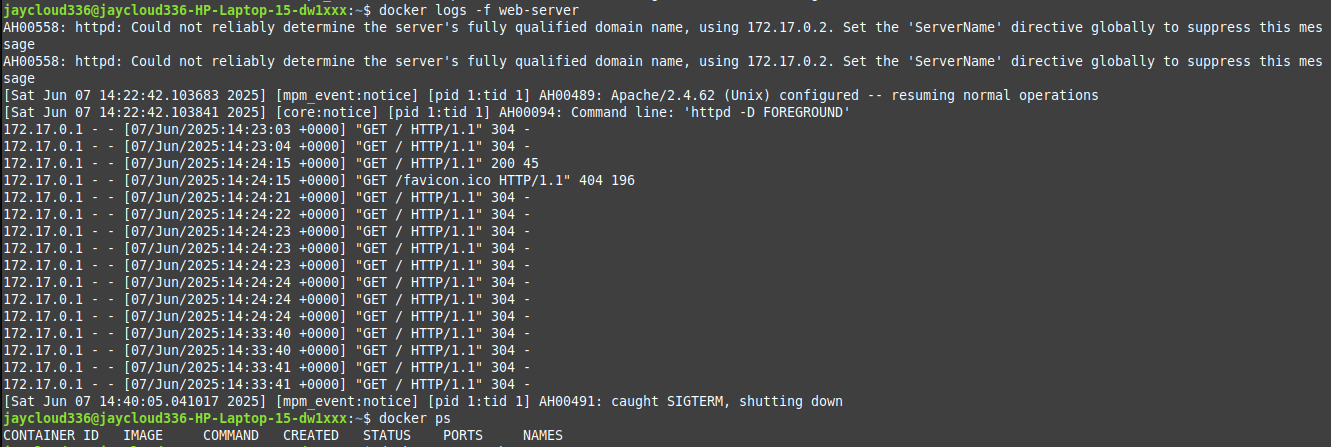 jaycloud336@jaycloud336-HP-Laptop-15-dw1xxx:~$ docker logs -f web-server
AH00558: httpd: Could not reliably determine the server's fully qualified domain name, using 172.17.0.2. Set the 'ServerName' directive globally to suppress this mes
sage
AH00558: httpd: Could not reliably determine the server's fully qualified domain name, using 172.17.0.2. Set the 'ServerName' directive globally to suppress this mes
sage
[Sat Jun 07 14:22:42.103683 2025] [mpm_event:notice] [pid 1:tid 1] AH00489: Apache/2.4.62 (Unix) configured -- resuming normal operations
[Sat Jun 07 14:22:42.103841 2025] [core:notice] [pid 1:tid 1] AH00094: Command line: 'httpd -D FOREGROUND'
172.17.0.1 - - [07/Jun/2025:14:23:03 +0000] "GET / HTTP/1.1" 304 -
172.17.0.1 - - [07/Jun/2025:14:23:04 +0000] "GET / HTTP/1.1" 304 -
172.17.0.1 - - [07/Jun/2025:14:24:15 +0000] "GET / HTTP/1.1" 200 45
172.17.0.1 - - [07/Jun/2025:14:24:15 +0000] "GET /favicon.ico HTTP/1.1" 404 196
172.17.0.1 - - [07/Jun/2025:14:24:21 +0000] "GET / HTTP/1.1" 304 -
172.17.0.1 - - [07/Jun/2025:14:24:22 +0000] "GET / HTTP/1.1" 304 -
172.17.0.1 - - [07/Jun/2025:14:24:23 +0000] "GET / HTTP/1.1" 304 -
172.17.0.1 - - [07/Jun/2025:14:24:23 +0000] "GET / HTTP/1.1" 304 -
172.17.0.1 - - [07/Jun/2025:14:24:23 +0000] "GET / HTTP/1.1" 304 -
172.17.0.1 - - [07/Jun/2025:14:24:24 +0000] "GET / HTTP/1.1" 304 -
172.17.0.1 - - [07/Jun/2025:14:24:24 +0000] "GET / HTTP/1.1" 304 -
172.17.0.1 - - [07/Jun/2025:14:24:24 +0000] "GET / HTTP/1.1" 304 -
172.17.0.1 - - [07/Jun/2025:14:33:40 +0000] "GET / HTTP/1.1" 304 -
172.17.0.1 - - [07/Jun/2025:14:33:40 +0000] "GET / HTTP/1.1" 304 -
172.17.0.1 - - [07/Jun/2025:14:33:41 +0000] "GET / HTTP/1.1" 304 -
172.17.0.1 - - [07/Jun/2025:14:33:41 +0000] "GET / HTTP/1.1" 304 -
[Sat Jun 07 14:40:05.041017 2025] [mpm_event:notice] [pid 1:tid 1] AH00491: caught SIGTERM, shutting down
jaycloud336@jaycloud336-HP-Laptop-15-dw1xxx:~$ docker ps
CONTAINER ID   IMAGE     COMMAND   CREATED   STATUS    PORTS     NAMES